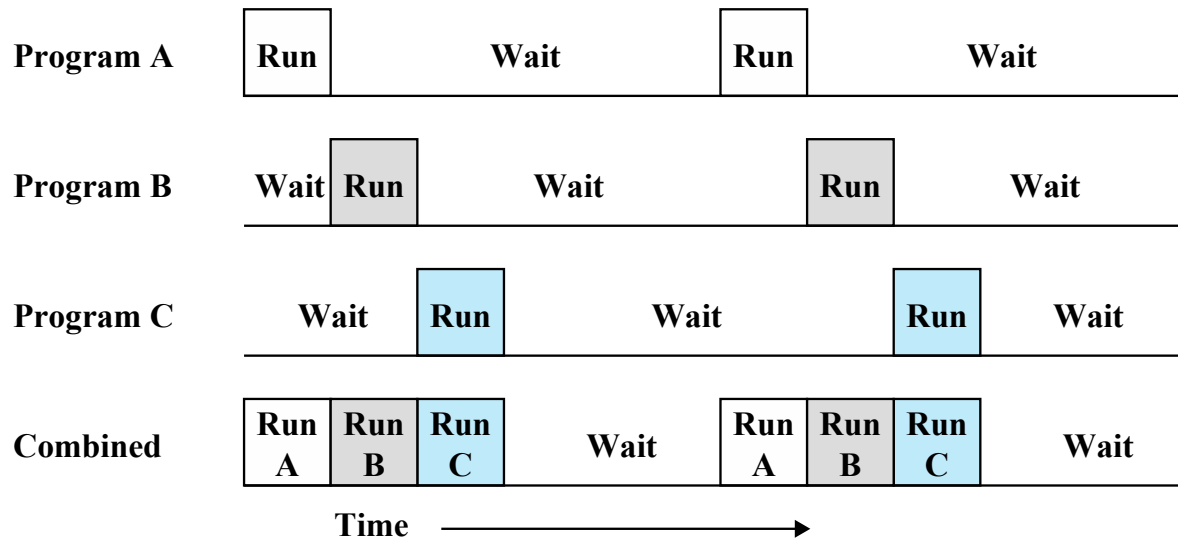 Program A Run Wait Run Wait
Program B Wait Run Wait Run Wait
Program C Wait Run Wait Run Wait
Combined Run A Run B Run C Wait Run A Run B Run C Wait
Time